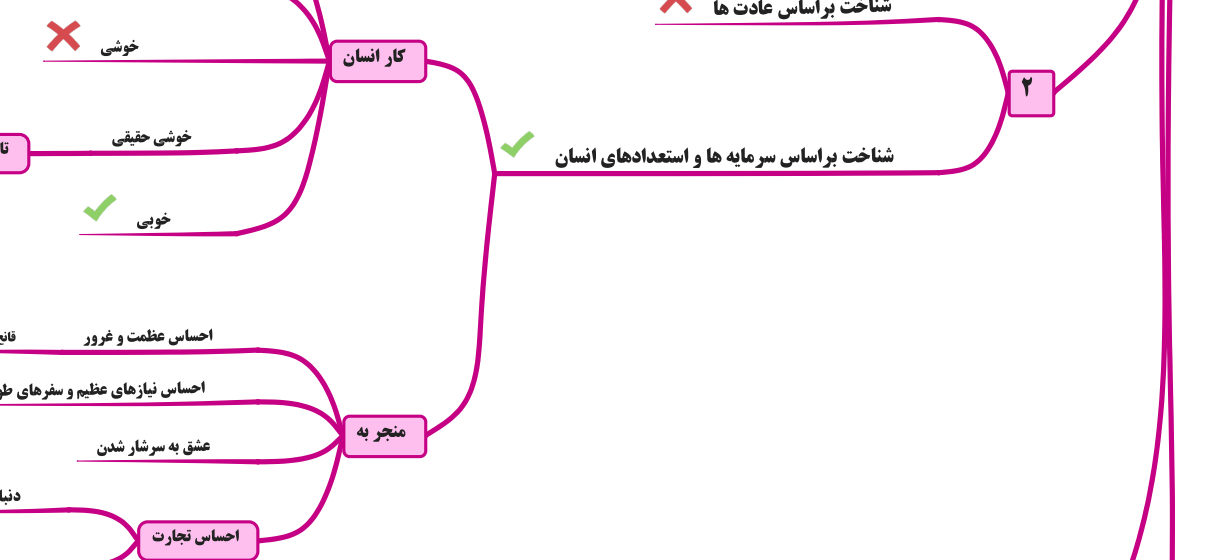 شناخت براساس عادت ها
۲
شناخت براساس سرمایه ها و استعدادهای انسان
کار انسان
خوشی
خوشی حقیقی
خوبی
منجر به
احساس عظمت و غرور
احساس نیازهای عظیم و سفرهای
عشق به سرشار شدن
احساس تجارت